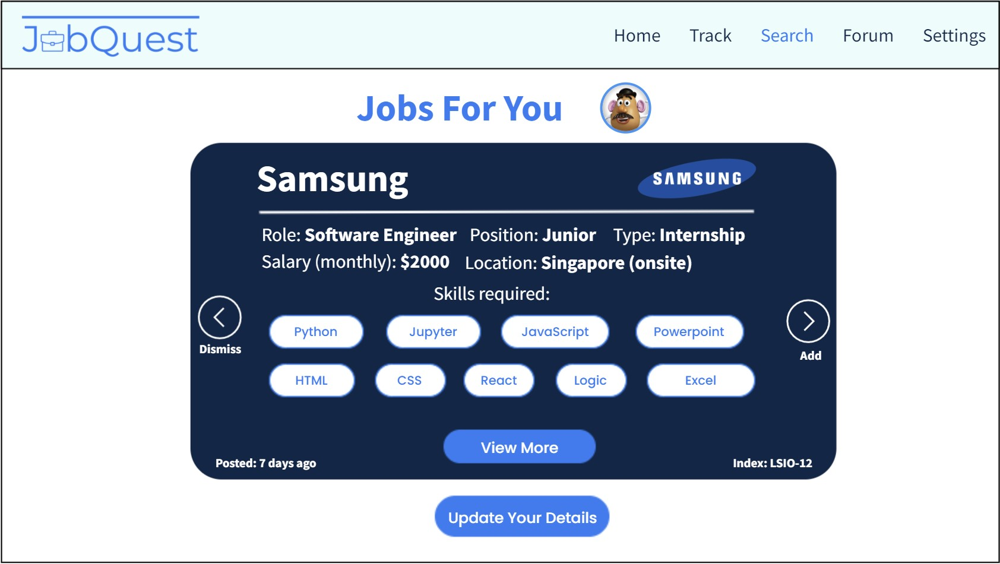 JobQuest
Home Track Search Forum Settings
Jobs For You
Samsung
SAMSUNG
Role: Software Engineer Position: Junior Type: Internship
Salary (monthly): $2000 Location: Singapore (onsite)
Skills required:
Python Jupyter JavaScript Powerpoint
HTML CSS React Logic Excel
Dismiss
Add
View More
Posted: 7 days ago
Index: LSIO-12
Update Your Details